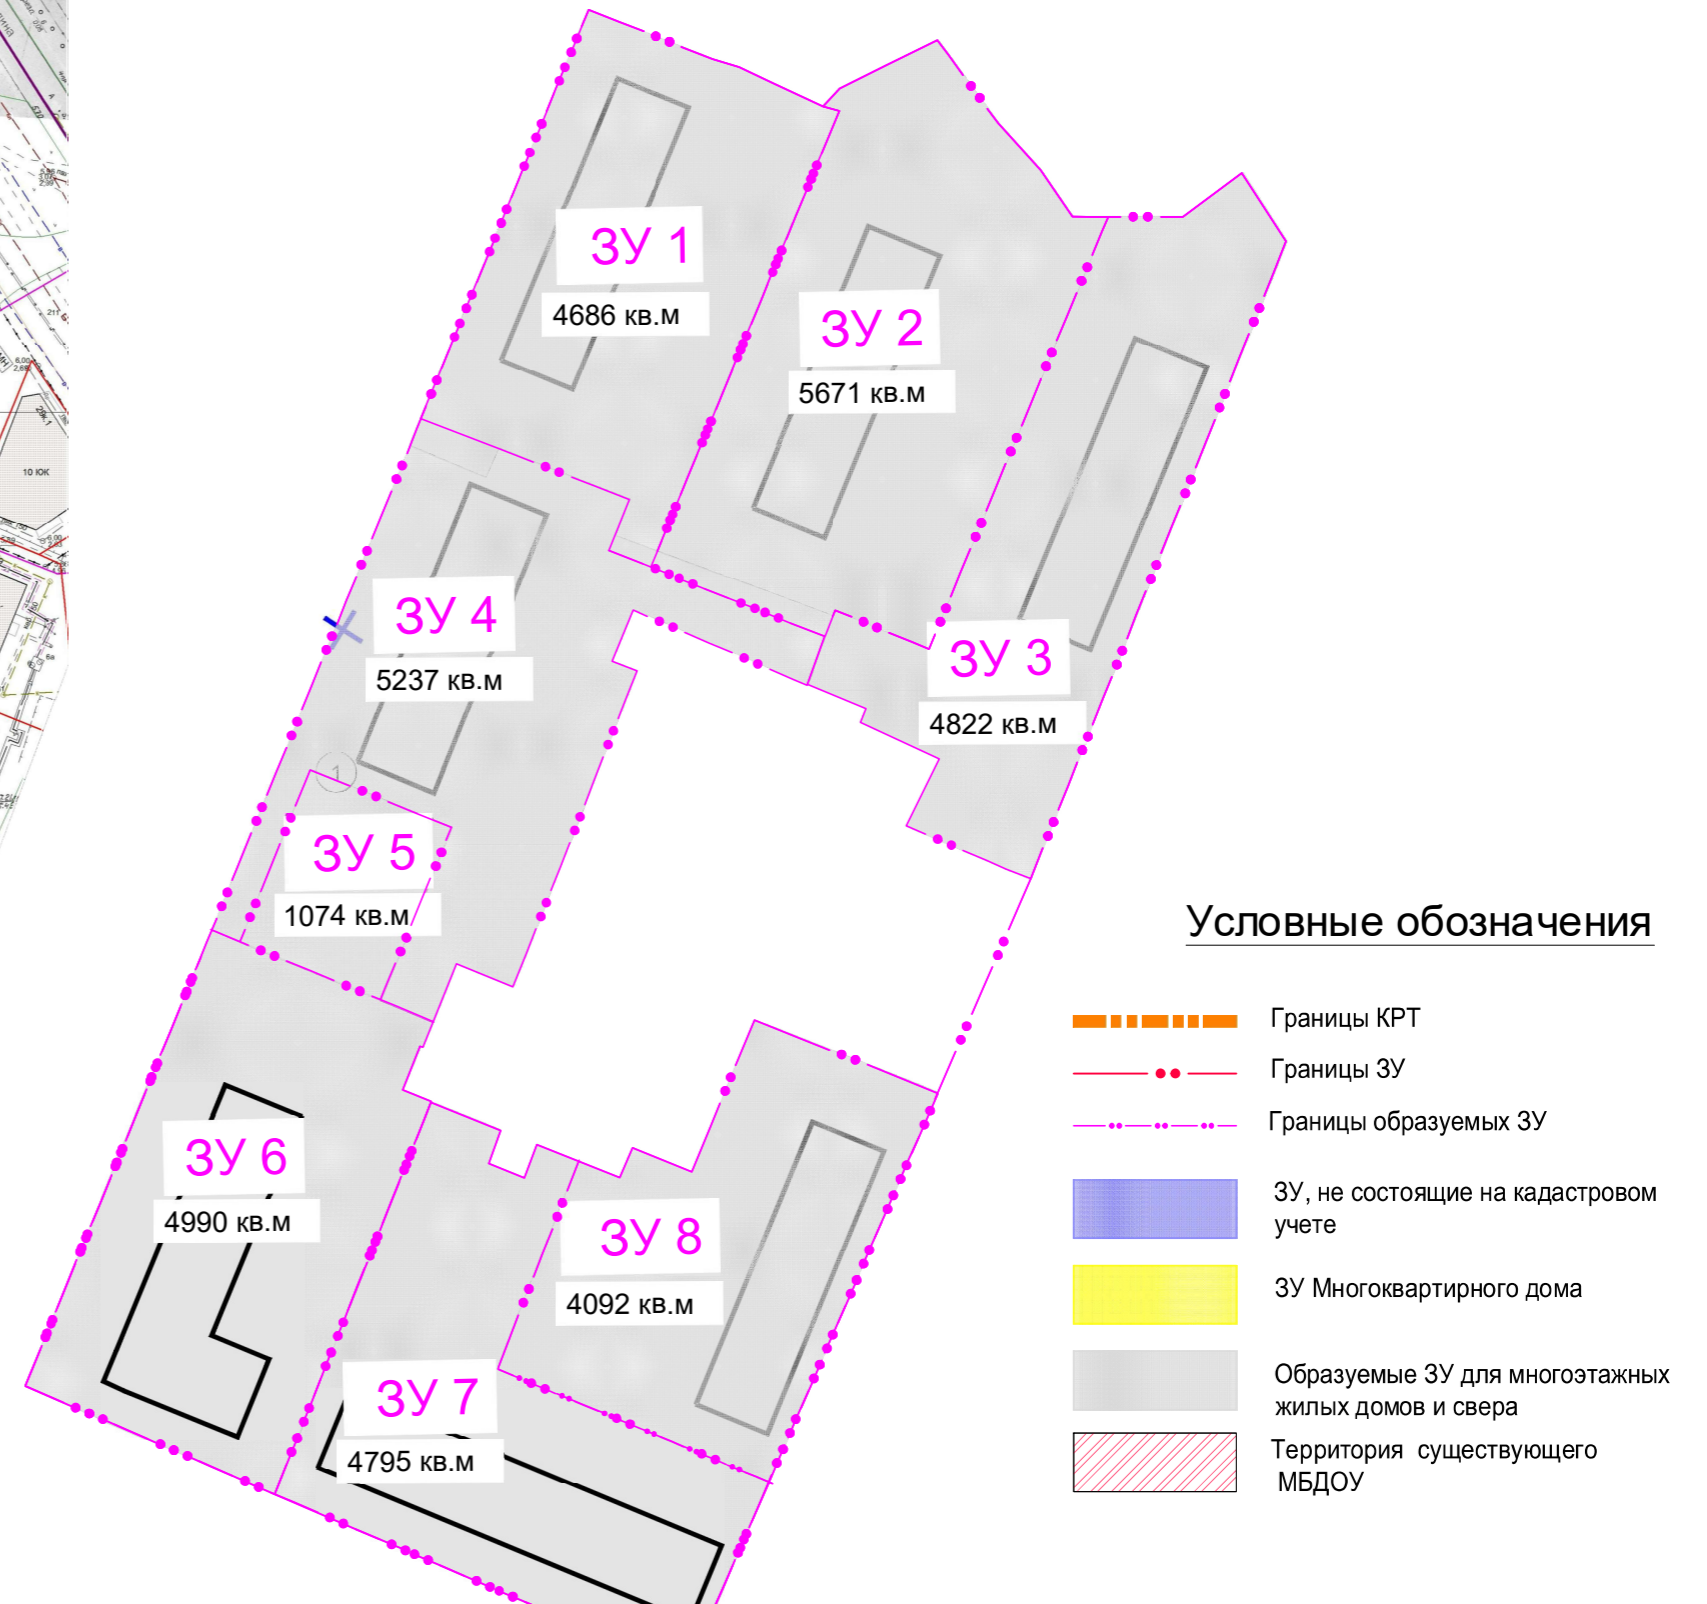 ЗУ 1
4686 кв.м
ЗУ 2
5671 кв.м
ЗУ 3
4822 кв.м
ЗУ 4
5237 кв.м
1
ЗУ 5
1074 кв.м
ЗУ 6
4990 кв.м
ЗУ 7
4795 кв.м
ЗУ 8
4092 кв.м
10 ЮК
Условные обозначения
Границы КРТ
Границы ЗУ
Границы образуемых ЗУ
ЗУ, не состоящие на кадастровом
учете
ЗУ Многоквартирного дома
Образуемые ЗУ для многоэтажных
жилых домов и свера
Территория существующего
МБДОУ